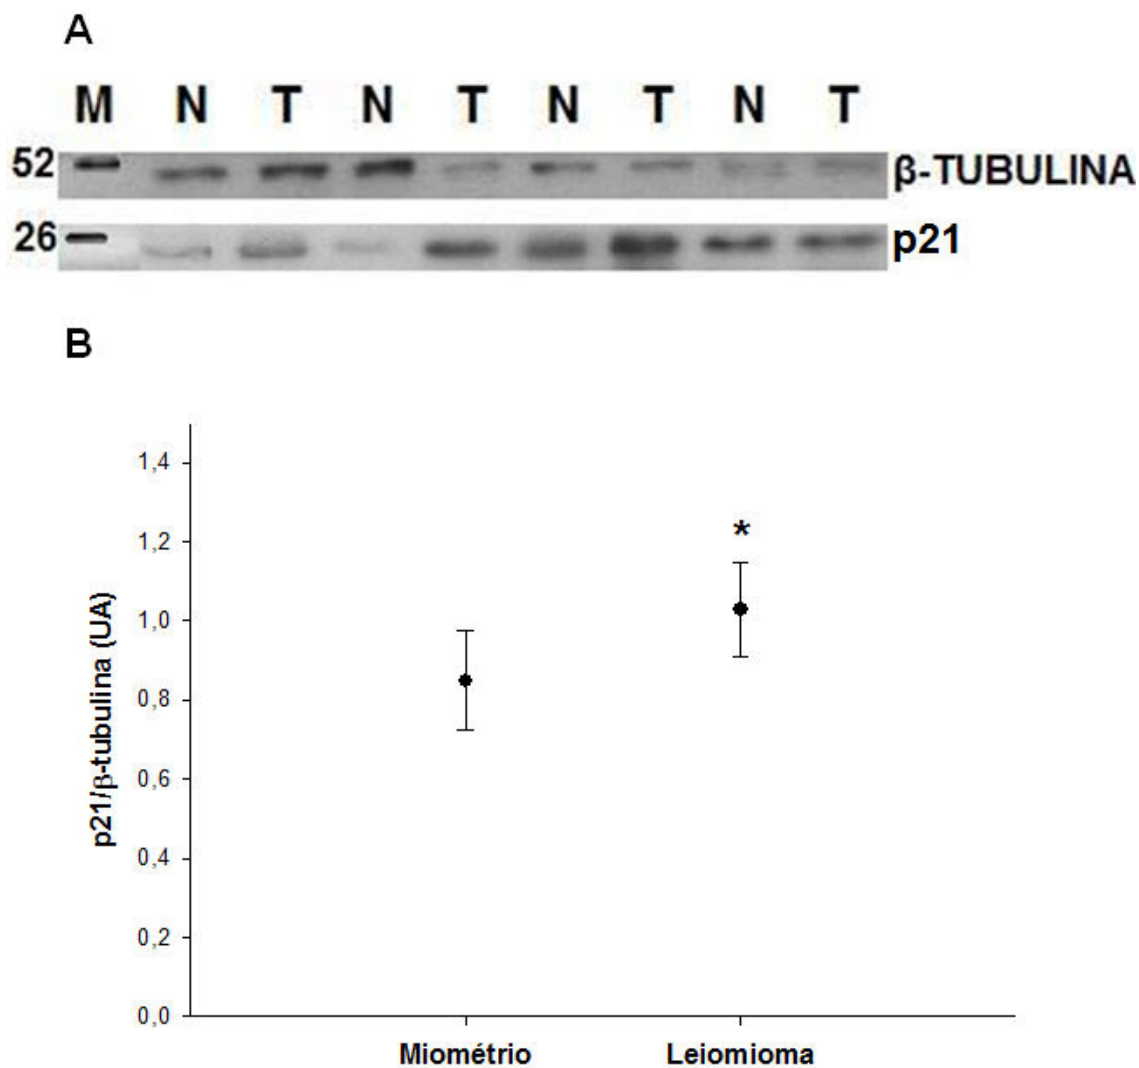 A
M N T N T N T N T
52 β-TUBULINA
26 p21
B
1,4
1,2
*
1,0
0,8
0,6
0,4
0,2
0,0
p21/β-tubulina (UA)
Miométrio Leiomioma